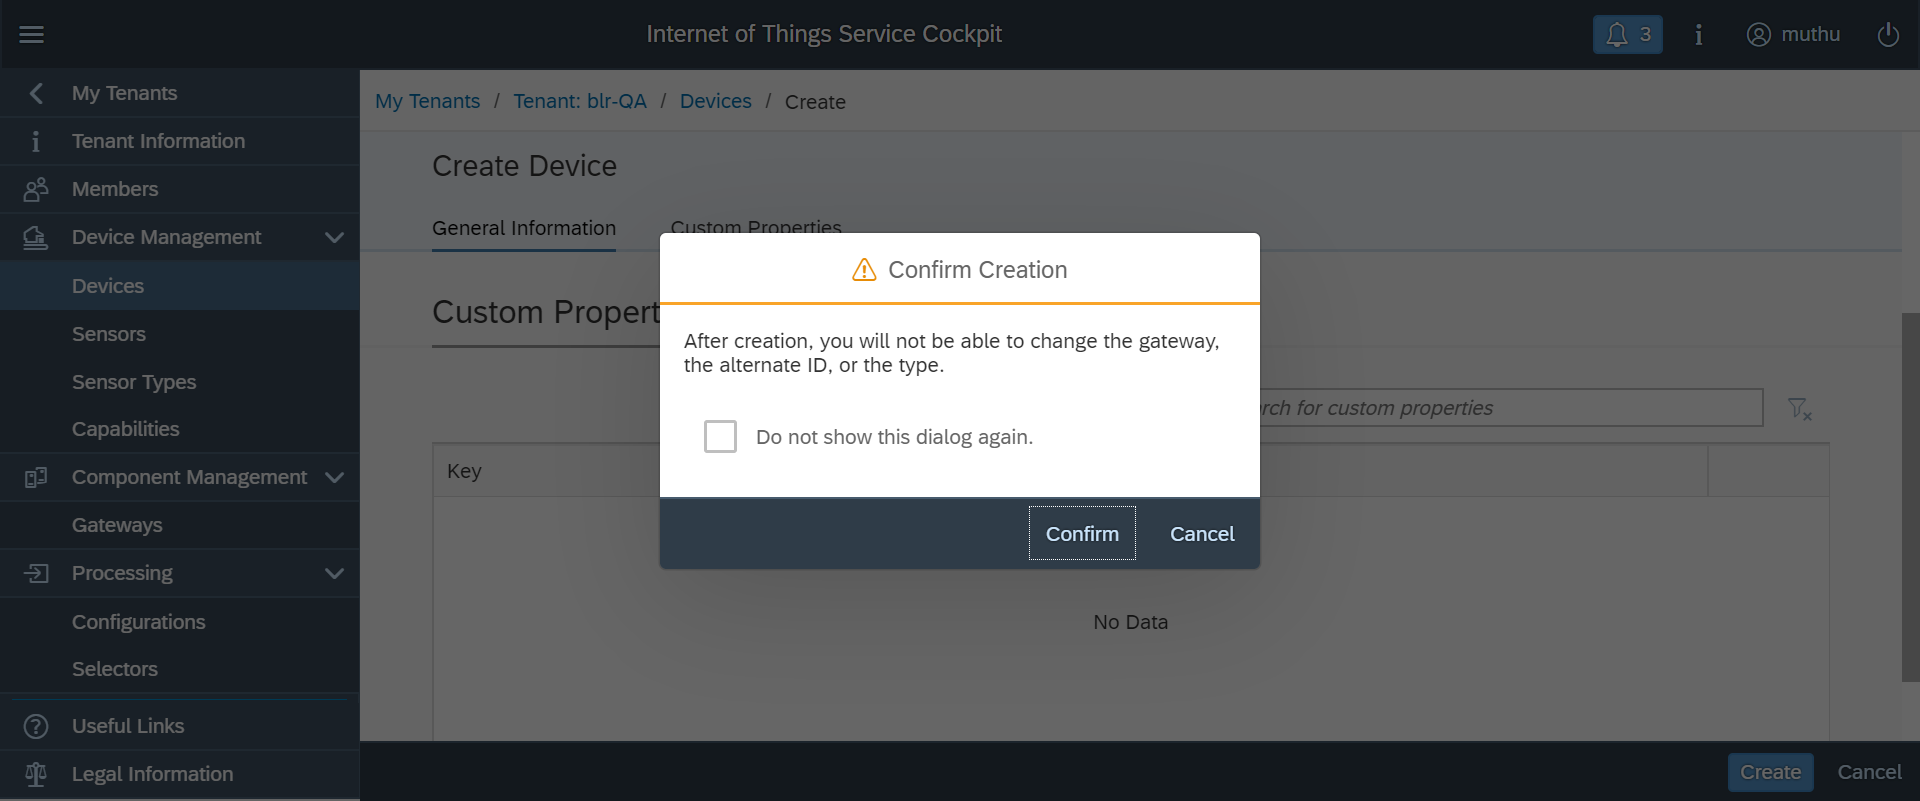 Internet of Things Service Cockpit
3
muthu
My Tenants
Tenant Information
Members
Device Management
Devices
Sensors
Sensor Types
Capabilities
Component Management
Gateways
Processing
Configurations
Selectors
Useful Links
Legal Information
My Tenants / Tenant: blr-QA / Devices / Create
Create Device
General Information
Custom Properties
Custom
for custom properties
Key
No Data
Confirm Creation
After creation, you will not be able to change the gateway,
the alternate ID, or the type.
Do not show this dialog again.
Confirm
Cancel
Create
Cancel